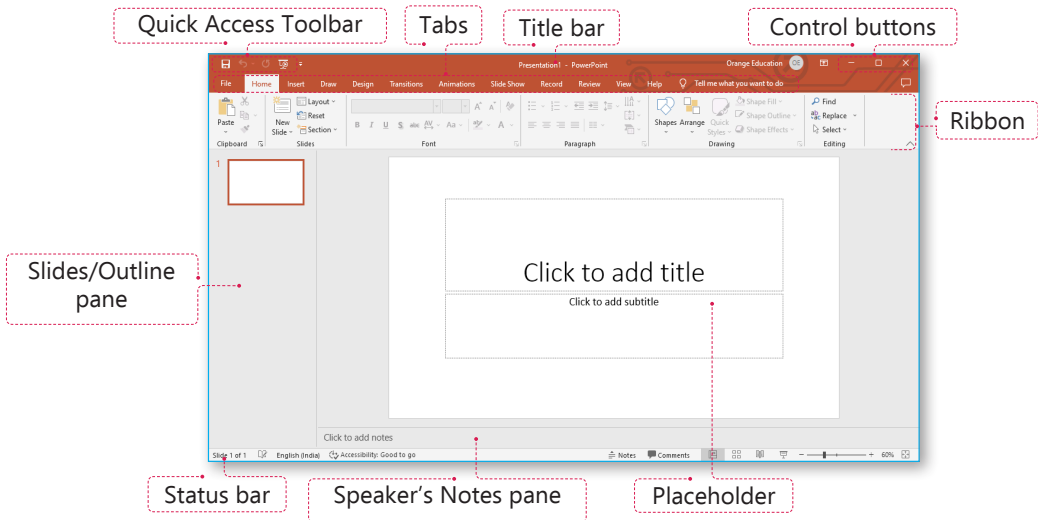 Quick Access Toolbar
Tabs
Title bar
Control buttons
Presentation1 - PowerPoint
Orange Education
OE
File
Home
Insert
Draw
Design
Transitions
Animations
Slide Show
Record
Review
View
Help
Tell me what you want to do
Paste
Clipboard
New
Slide
Layout
Reset
Section
Slides
B I U S abc AV Aa A
Font
Paragraph
Shapes
Arrange
Quick
Styles
Shape Fill
Shape Outline
Shape Effects
Drawing
Find
Replace
Select
Editing
Ribbon
1
Click to add title
Click to add subtitle
Slides/Outline
pane
Click to add notes
Slide 1 of 1
English (India)
Accessibility: Good to go
Notes
Comments
60%
Status bar
Speaker's Notes pane
Placeholder